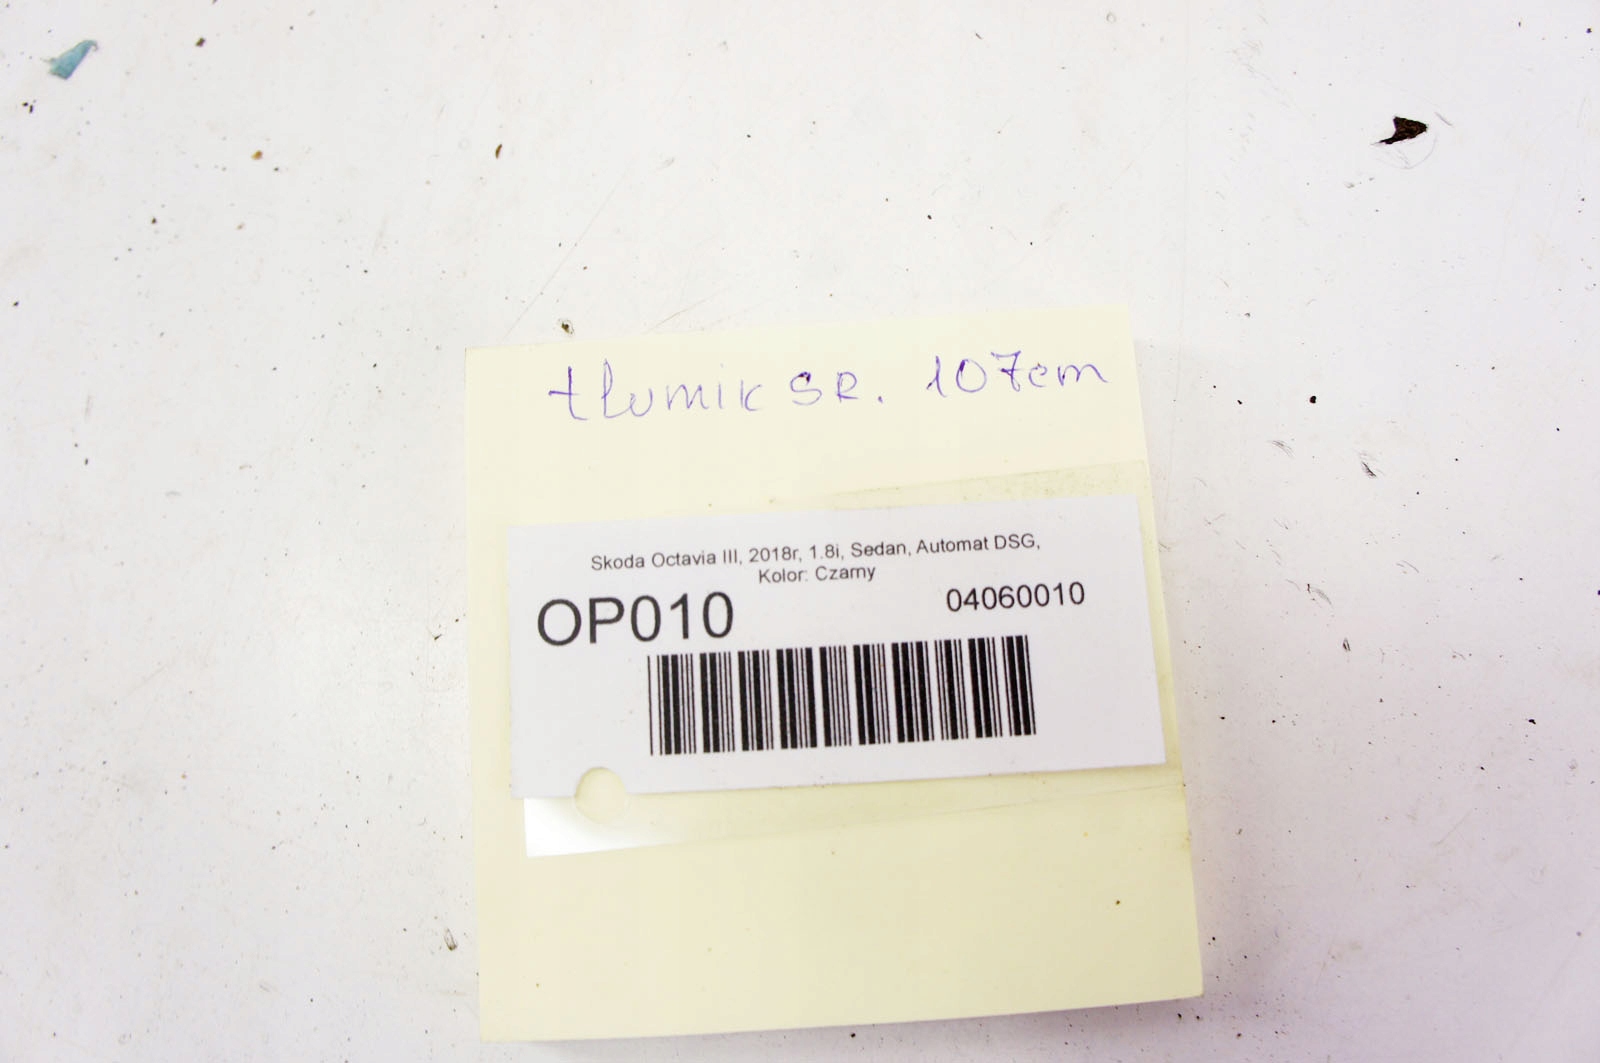 tłumik SR. 107cm
Skoda Octavia III, 2018r, 1.8i, Sedan, Automat DSG,
Kolor: Czarny
OP010 04060010